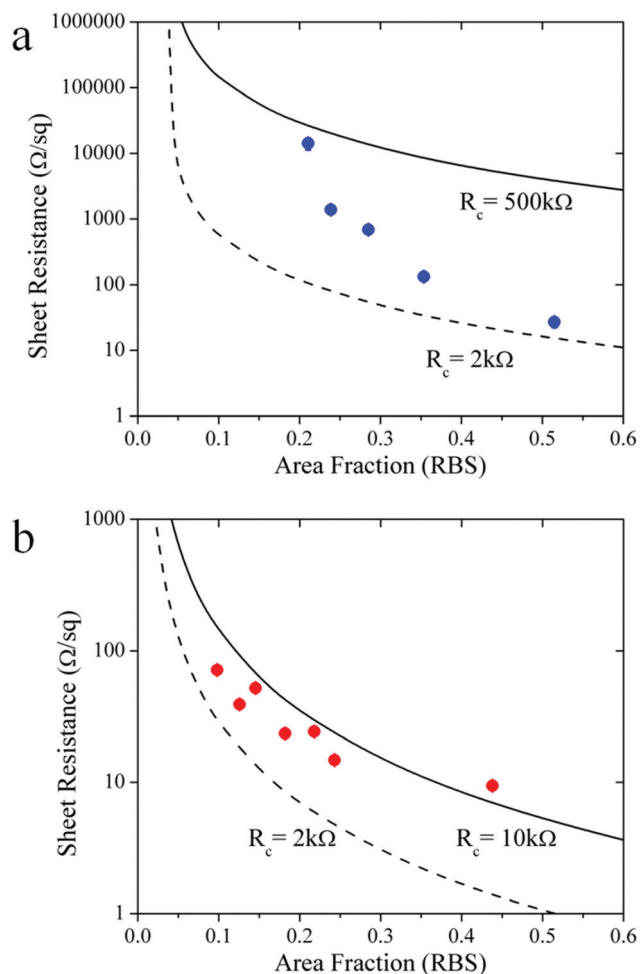 a
1000000
100000
10000
1000
100
10
1
Sheet Resistance (Ω/sq)
R_c = 500kΩ
R_c = 2kΩ
0.0 0.1 0.2 0.3 0.4 0.5 0.6
Area Fraction (RBS)
b
1000
100
10
1
Sheet Resistance (Ω/sq)
R_c = 2kΩ
R_c = 10kΩ
0.0 0.1 0.2 0.3 0.4 0.5 0.6
Area Fraction (RBS)